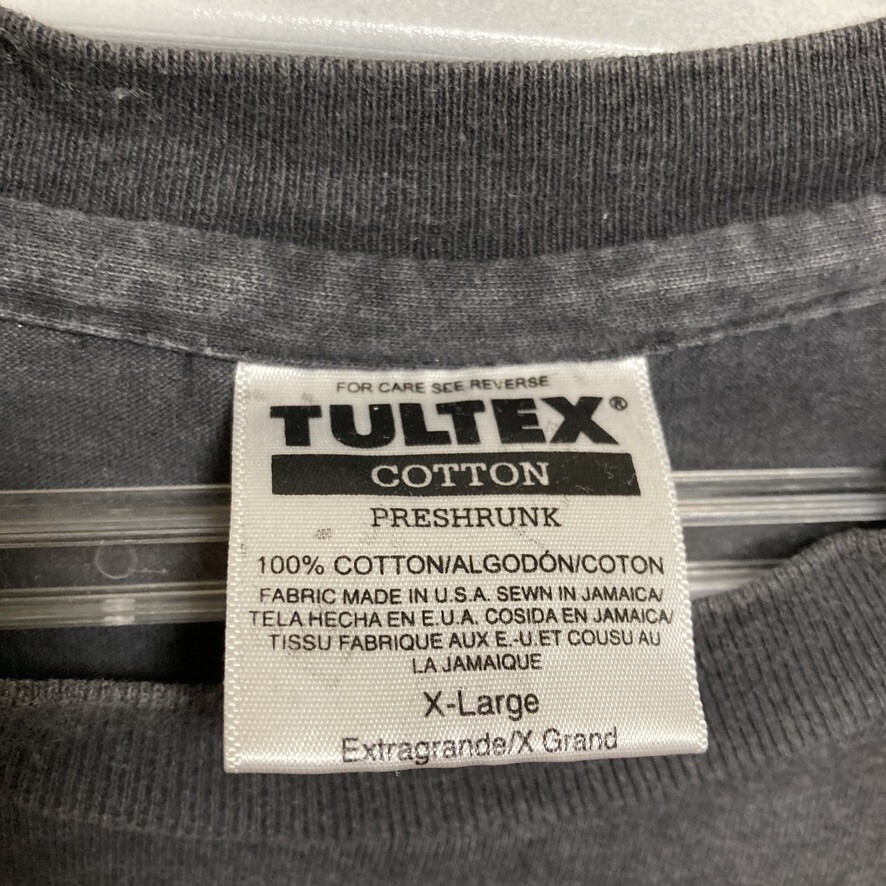 FOR CARE SEE REVERSE
TULTEX®
COTTON
PRESHRUNK
100% COTTON/ALGODÓN/COTON
FABRIC MADE IN U.S.A. SEWN IN JAMAICA/
TELA HECHA EN E.U.A. COSIDA EN JAMAICA/
TISSU FABRIQUE AUX E.-U.ET COUSU AU
LA JAMAIQUE
X-Large
Extragrande/X Grand